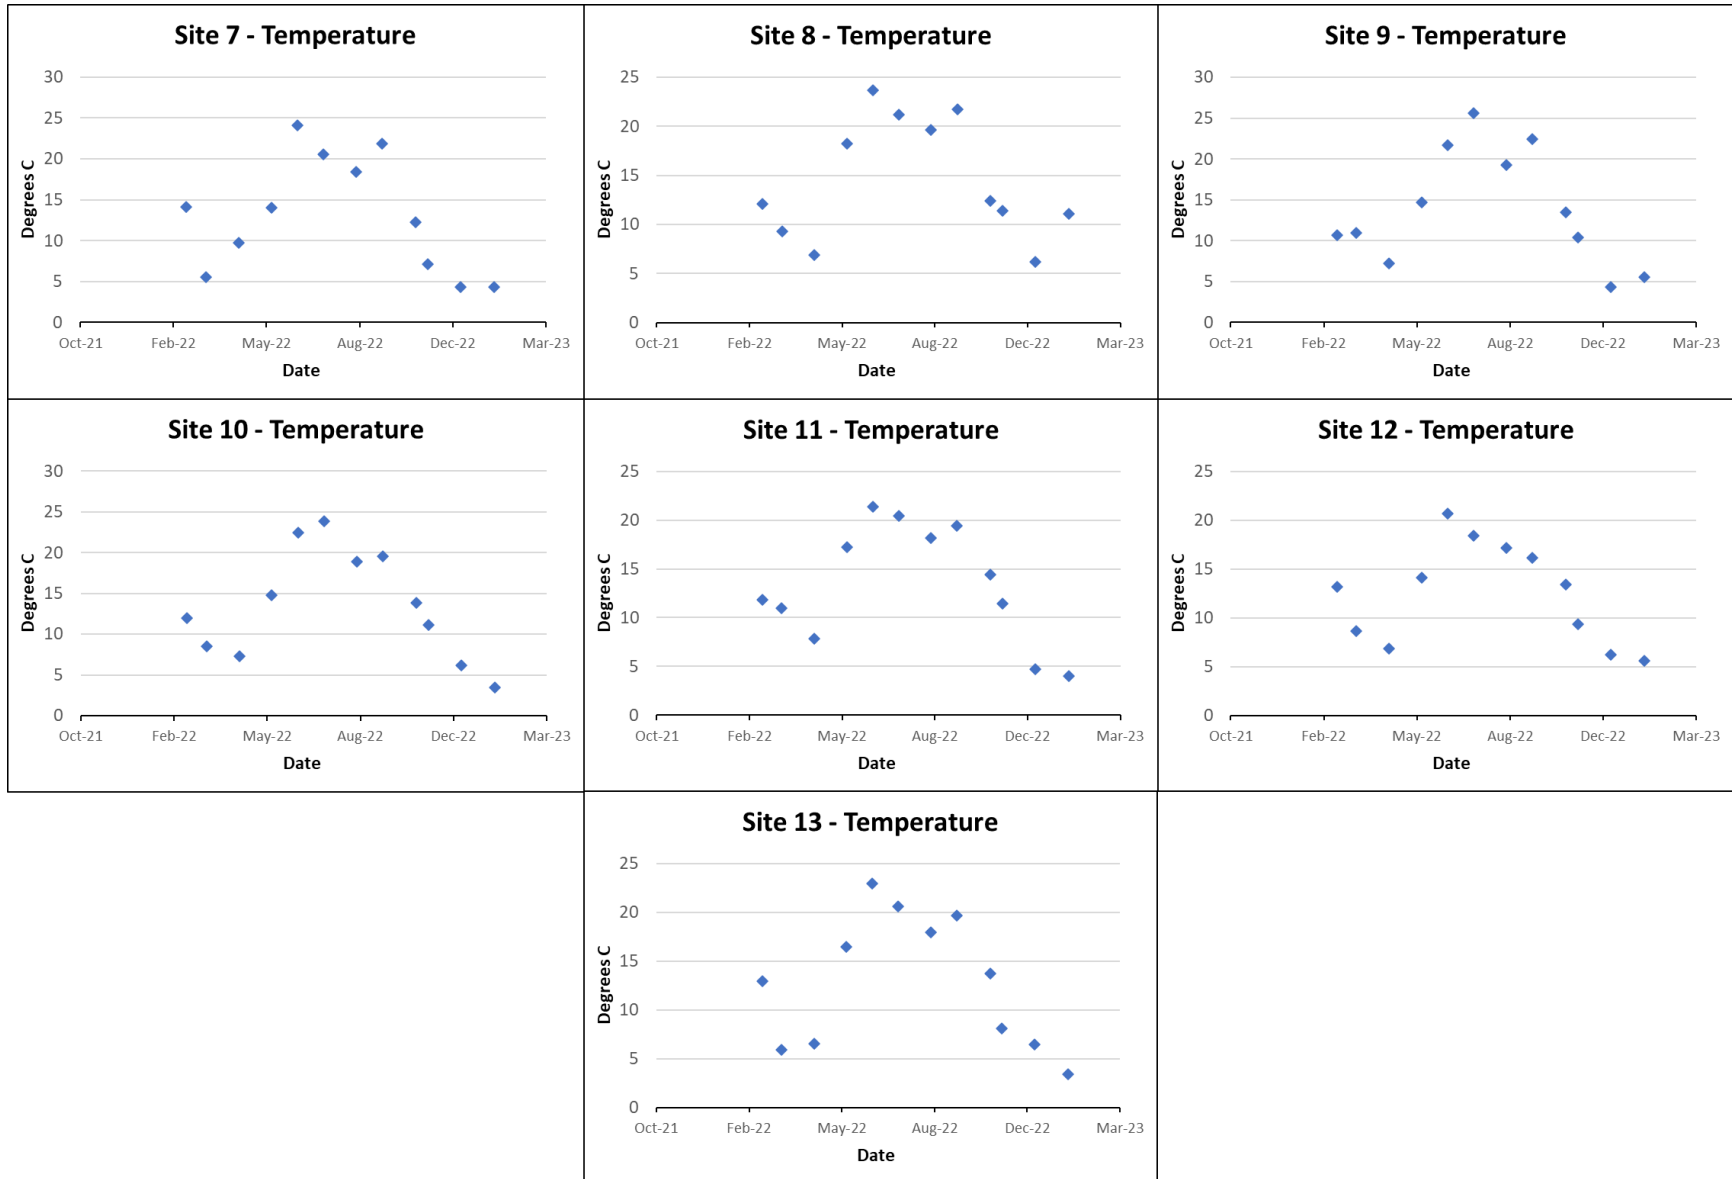 Site 7 - Temperature
30
25
20
15
10
5
0
Degrees C
Oct-21 Feb-22 May-22 Aug-22 Dec-22 Mar-23
Date
Site 8 - Temperature
25
20
15
10
5
0
Degrees C
Oct-21 Feb-22 May-22 Aug-22 Dec-22 Mar-23
Date
Site 9 - Temperature
30
25
20
15
10
5
0
Degrees C
Oct-21 Feb-22 May-22 Aug-22 Dec-22 Mar-23
Date
Site 10 - Temperature
30
25
20
15
10
5
0
Degrees C
Oct-21 Feb-22 May-22 Aug-22 Dec-22 Mar-23
Date
Site 11 - Temperature
25
20
15
10
5
0
Degrees C
Oct-21 Feb-22 May-22 Aug-22 Dec-22 Mar-23
Date
Site 12 - Temperature
25
20
15
10
5
0
Degrees C
Oct-21 Feb-22 May-22 Aug-22 Dec-22 Mar-23
Date
Site 13 - Temperature
25
20
15
10
5
0
Degrees C
Oct-21 Feb-22 May-22 Aug-22 Dec-22 Mar-23
Date